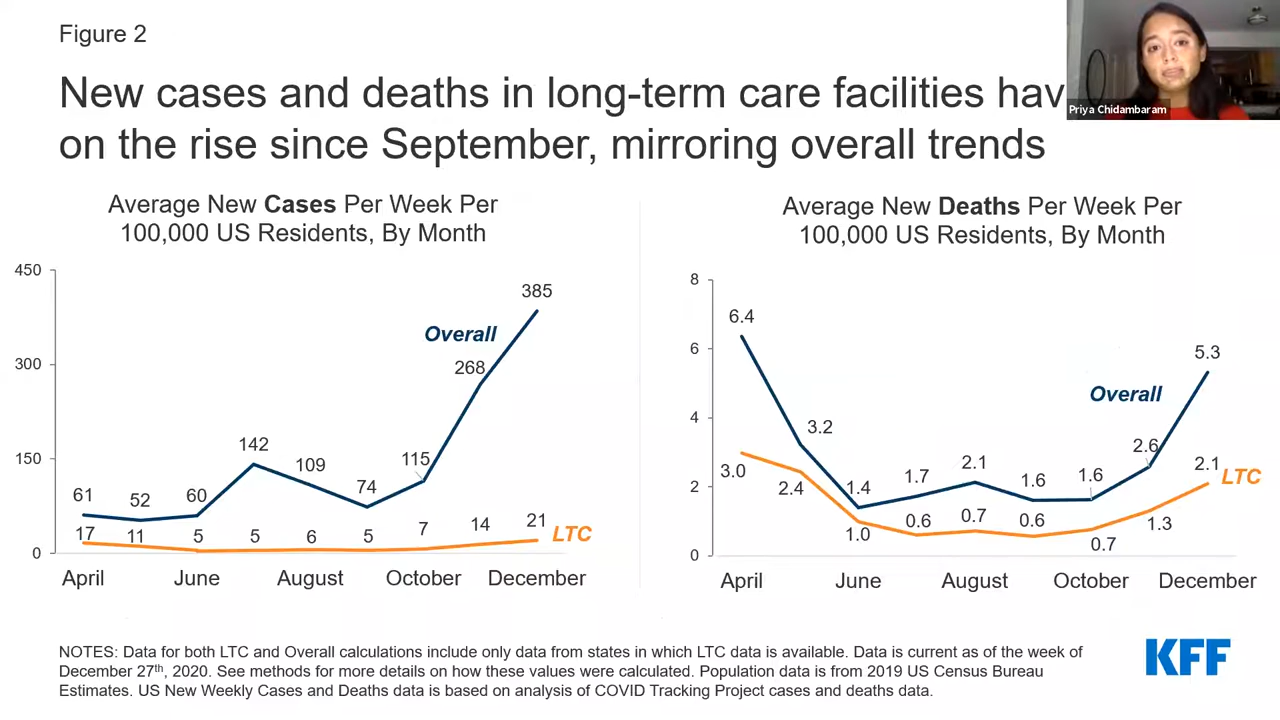 Figure 2
New cases and deaths in long-term care facilities hav
on the rise since September, mirroring overall trends
Priya Chidambaram
Average New Cases Per Week Per
100,000 US Residents, By Month
450
300
150
0
61
52
60
142
109
74
115
268
385
Overall
17
11
5
5
6
5
7
14
21
LTC
April
June
August
October
December
Average New Deaths Per Week Per
100,000 US Residents, By Month
8
6
4
2
0
6.4
3.2
1.4
1.7
2.1
1.6
1.6
2.6
5.3
Overall
3.0
2.4
1.0
0.6
0.7
0.6
0.7
1.3
2.1
LTC
April
June
August
October
December
NOTES: Data for both LTC and Overall calculations include only data from states in which LTC data is available. Data is current as of the week of
December 27th, 2020. See methods for more details on how these values were calculated. Population data is from 2019 US Census Bureau
Estimates. US New Weekly Cases and Deaths data is based on analysis of COVID Tracking Project cases and deaths data.
KFF